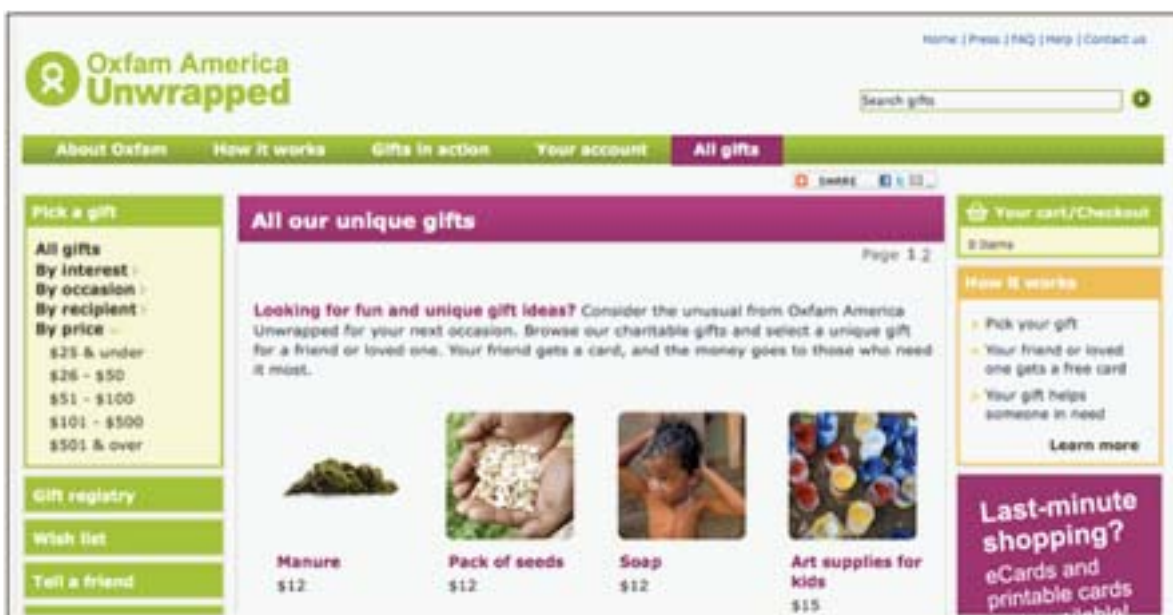 Home | Press | FAQ | Help | Contact us
Oxfam America
Unwrapped
Search gifts
About Oxfam How it works Gifts in action Your account All gifts
SHARE
Pick a gift
All gifts
By interest
By occasion
By recipient
By price
$25 & under
$26 - $50
$51 - $100
$101 - $500
$501 & over
Gift registry
Wish list
Tell a friend
All our unique gifts
Page 1 2
Looking for fun and unique gift ideas? Consider the unusual from Oxfam America
Unwrapped for your next occasion. Browse our charitable gifts and select a unique gift
for a friend or loved one. Your friend gets a card, and the money goes to those who need
it most.
Manure
$12
Pack of seeds
$12
Soap
$12
Art supplies for
kids
$15
Your cart/Checkout
0 items
How it works
Pick your gift
Your friend or loved
one gets a free card
Your gift helps
someone in need
Learn more
Last-minute
shopping?
eCards and
printable cards